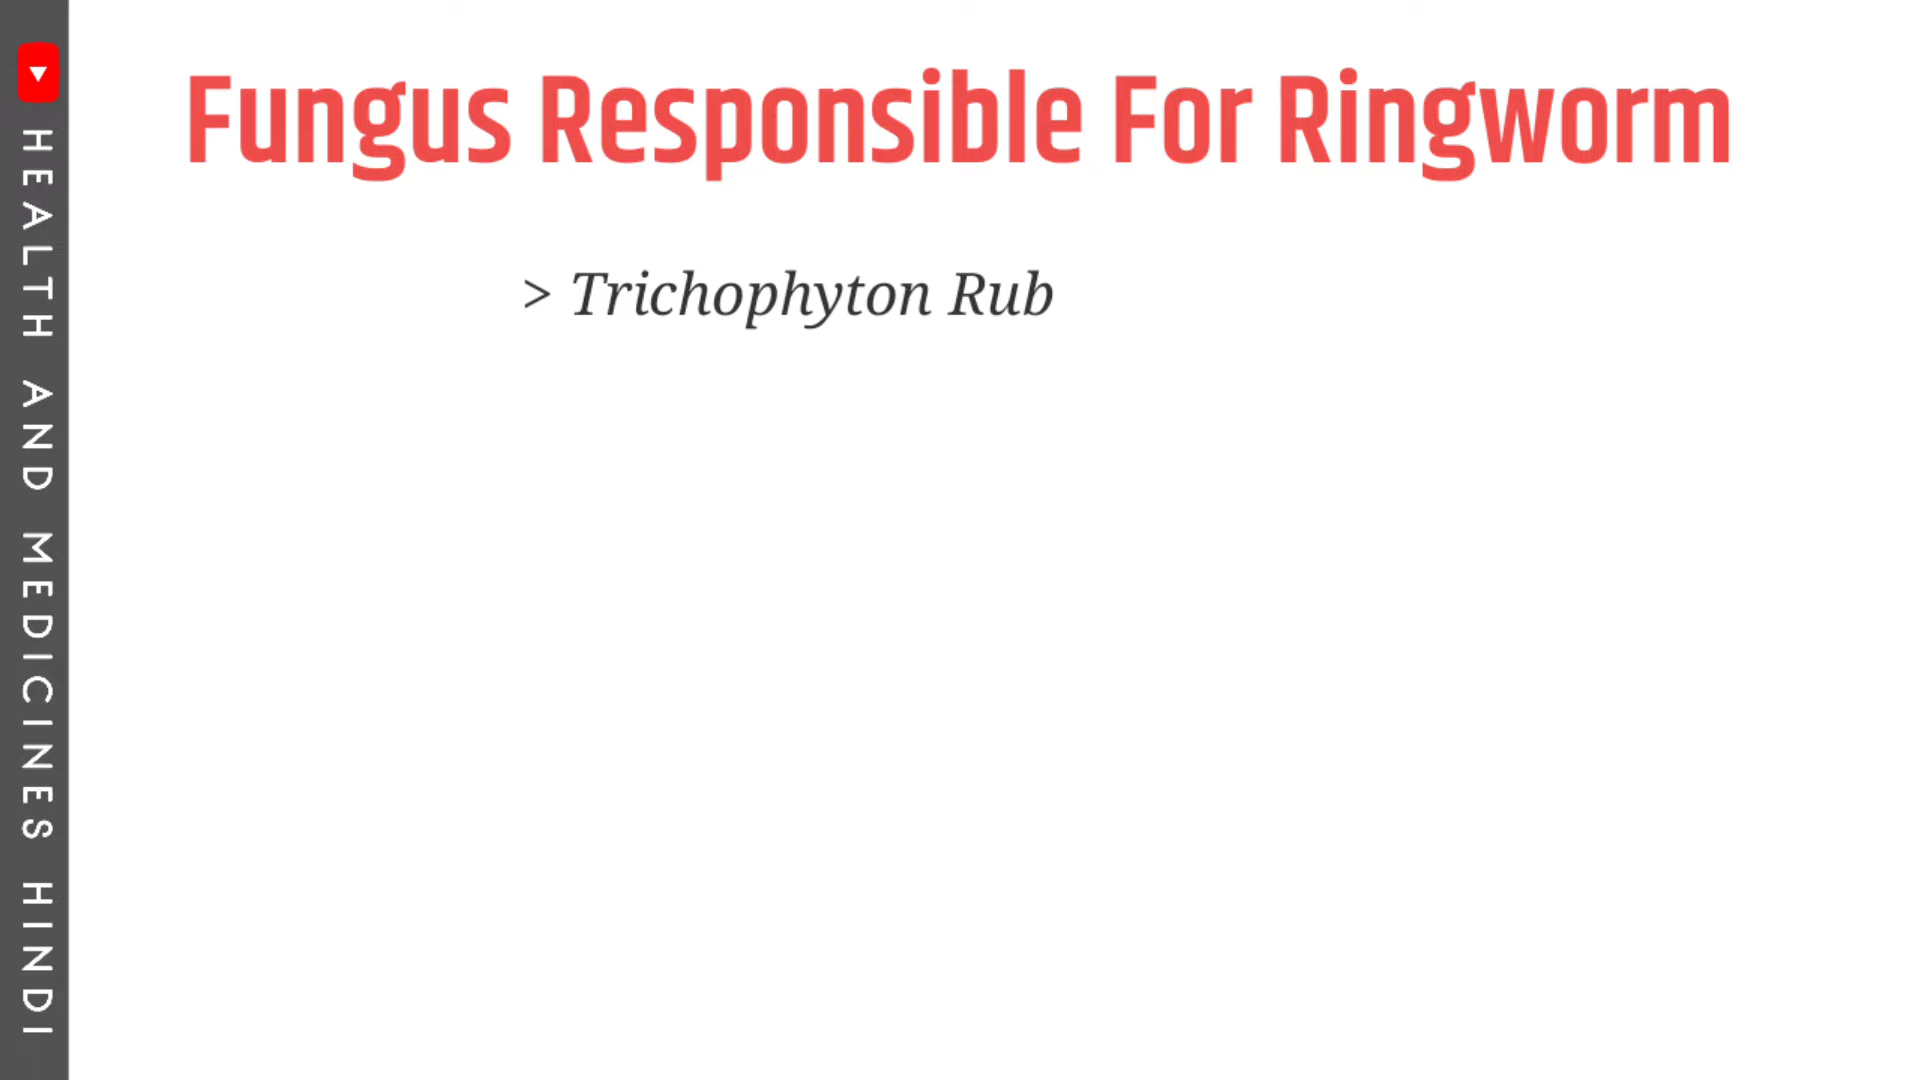 Fungus Responsible For Ringworm
> Trichophyton Rub
HEALTH AND MEDICINES HINDI